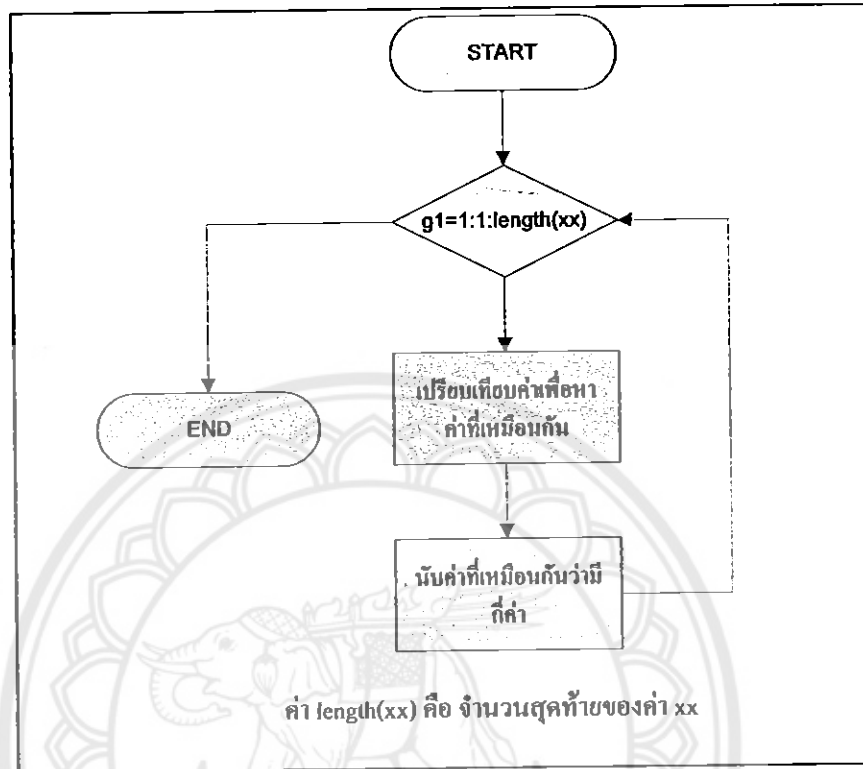 START
g1=1:1:length(xx)
เปรียบเทียบค่าเพื่อหา
ค่าที่เหมือนกัน
END
นับค่าที่เหมือนกันว่ามี
กี่ค่า
ค่า length(xx) คือ จำนวนสุดท้ายของค่า xx